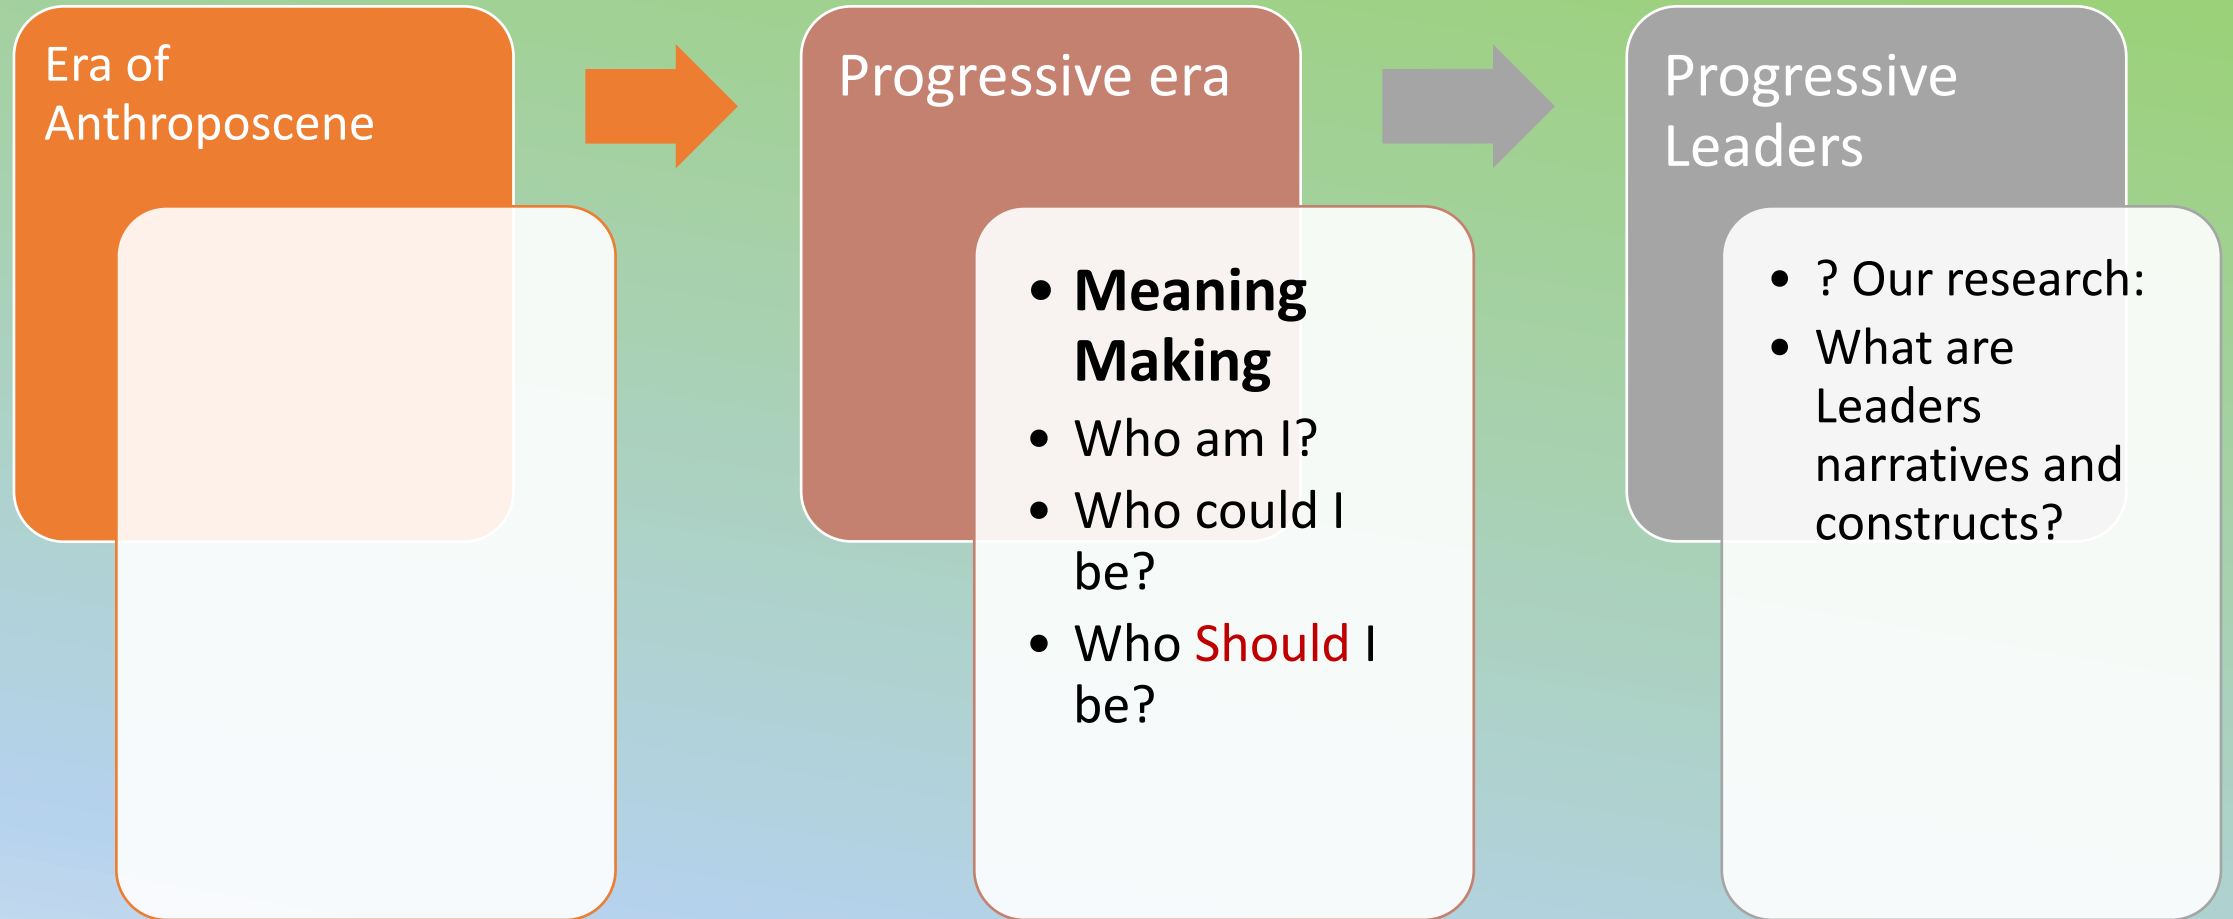 Era of
Anthroposcene
Progressive era
• Meaning
Making
• Who am I?
• Who could I
be?
• Who Should I
be?
Progressive
Leaders
• ? Our research:
• What are
Leaders
narratives and
constructs?